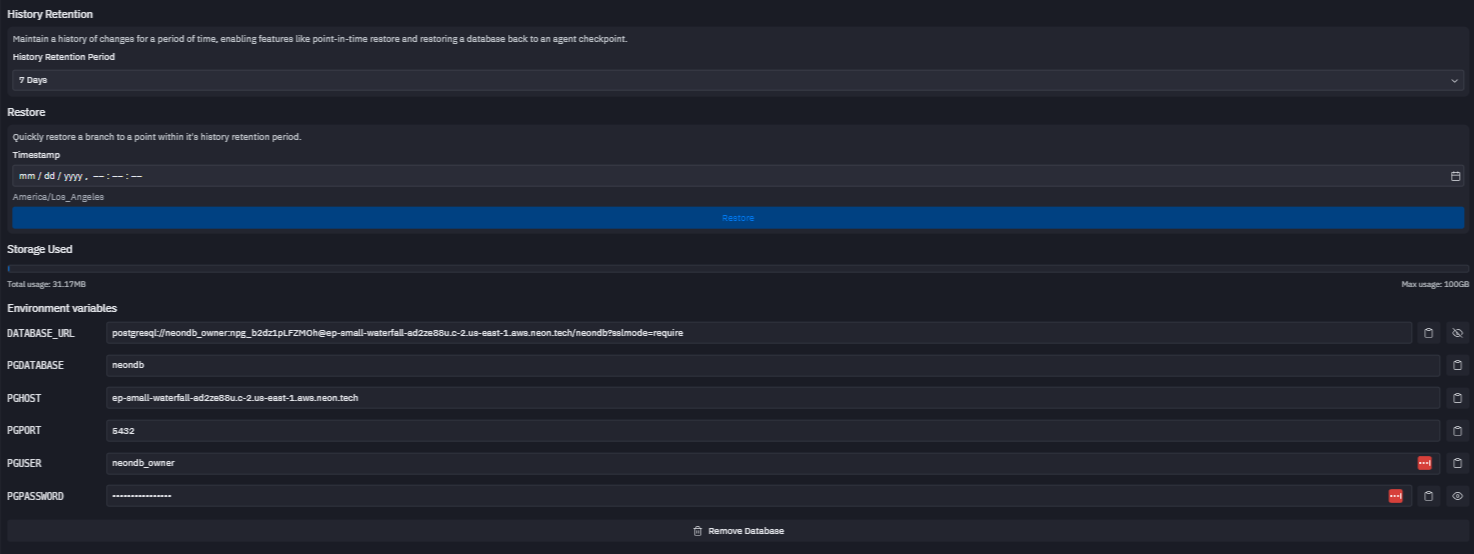 History Retention
Maintain a history of changes for a period of time, enabling features like point-in-time restore and restoring a database back to an agent checkpoint.
History Retention Period
7 Days
Restore
Quickly restore a branch to a point within it's history retention period.
Timestamp
mm / dd / yyyy , -- : -- : --
America/Los_Angeles
Restore
Storage Used
Total usage: 31.17MB Max usage: 100GB
Environment variables
DATABASE_URL postgresql://neondb_owner:npg_b2dz1pLFZMOh@ep-small-waterfall-ad2ze88u.c-2.us-east-1.aws.neon.tech/neondb?sslmode=require
PGDATABASE neondb
PGHOST ep-small-waterfall-ad2ze88u.c-2.us-east-1.aws.neon.tech
PGPORT 5432
PGUSER neondb_owner
PGPASSWORD ----------------
Remove Database